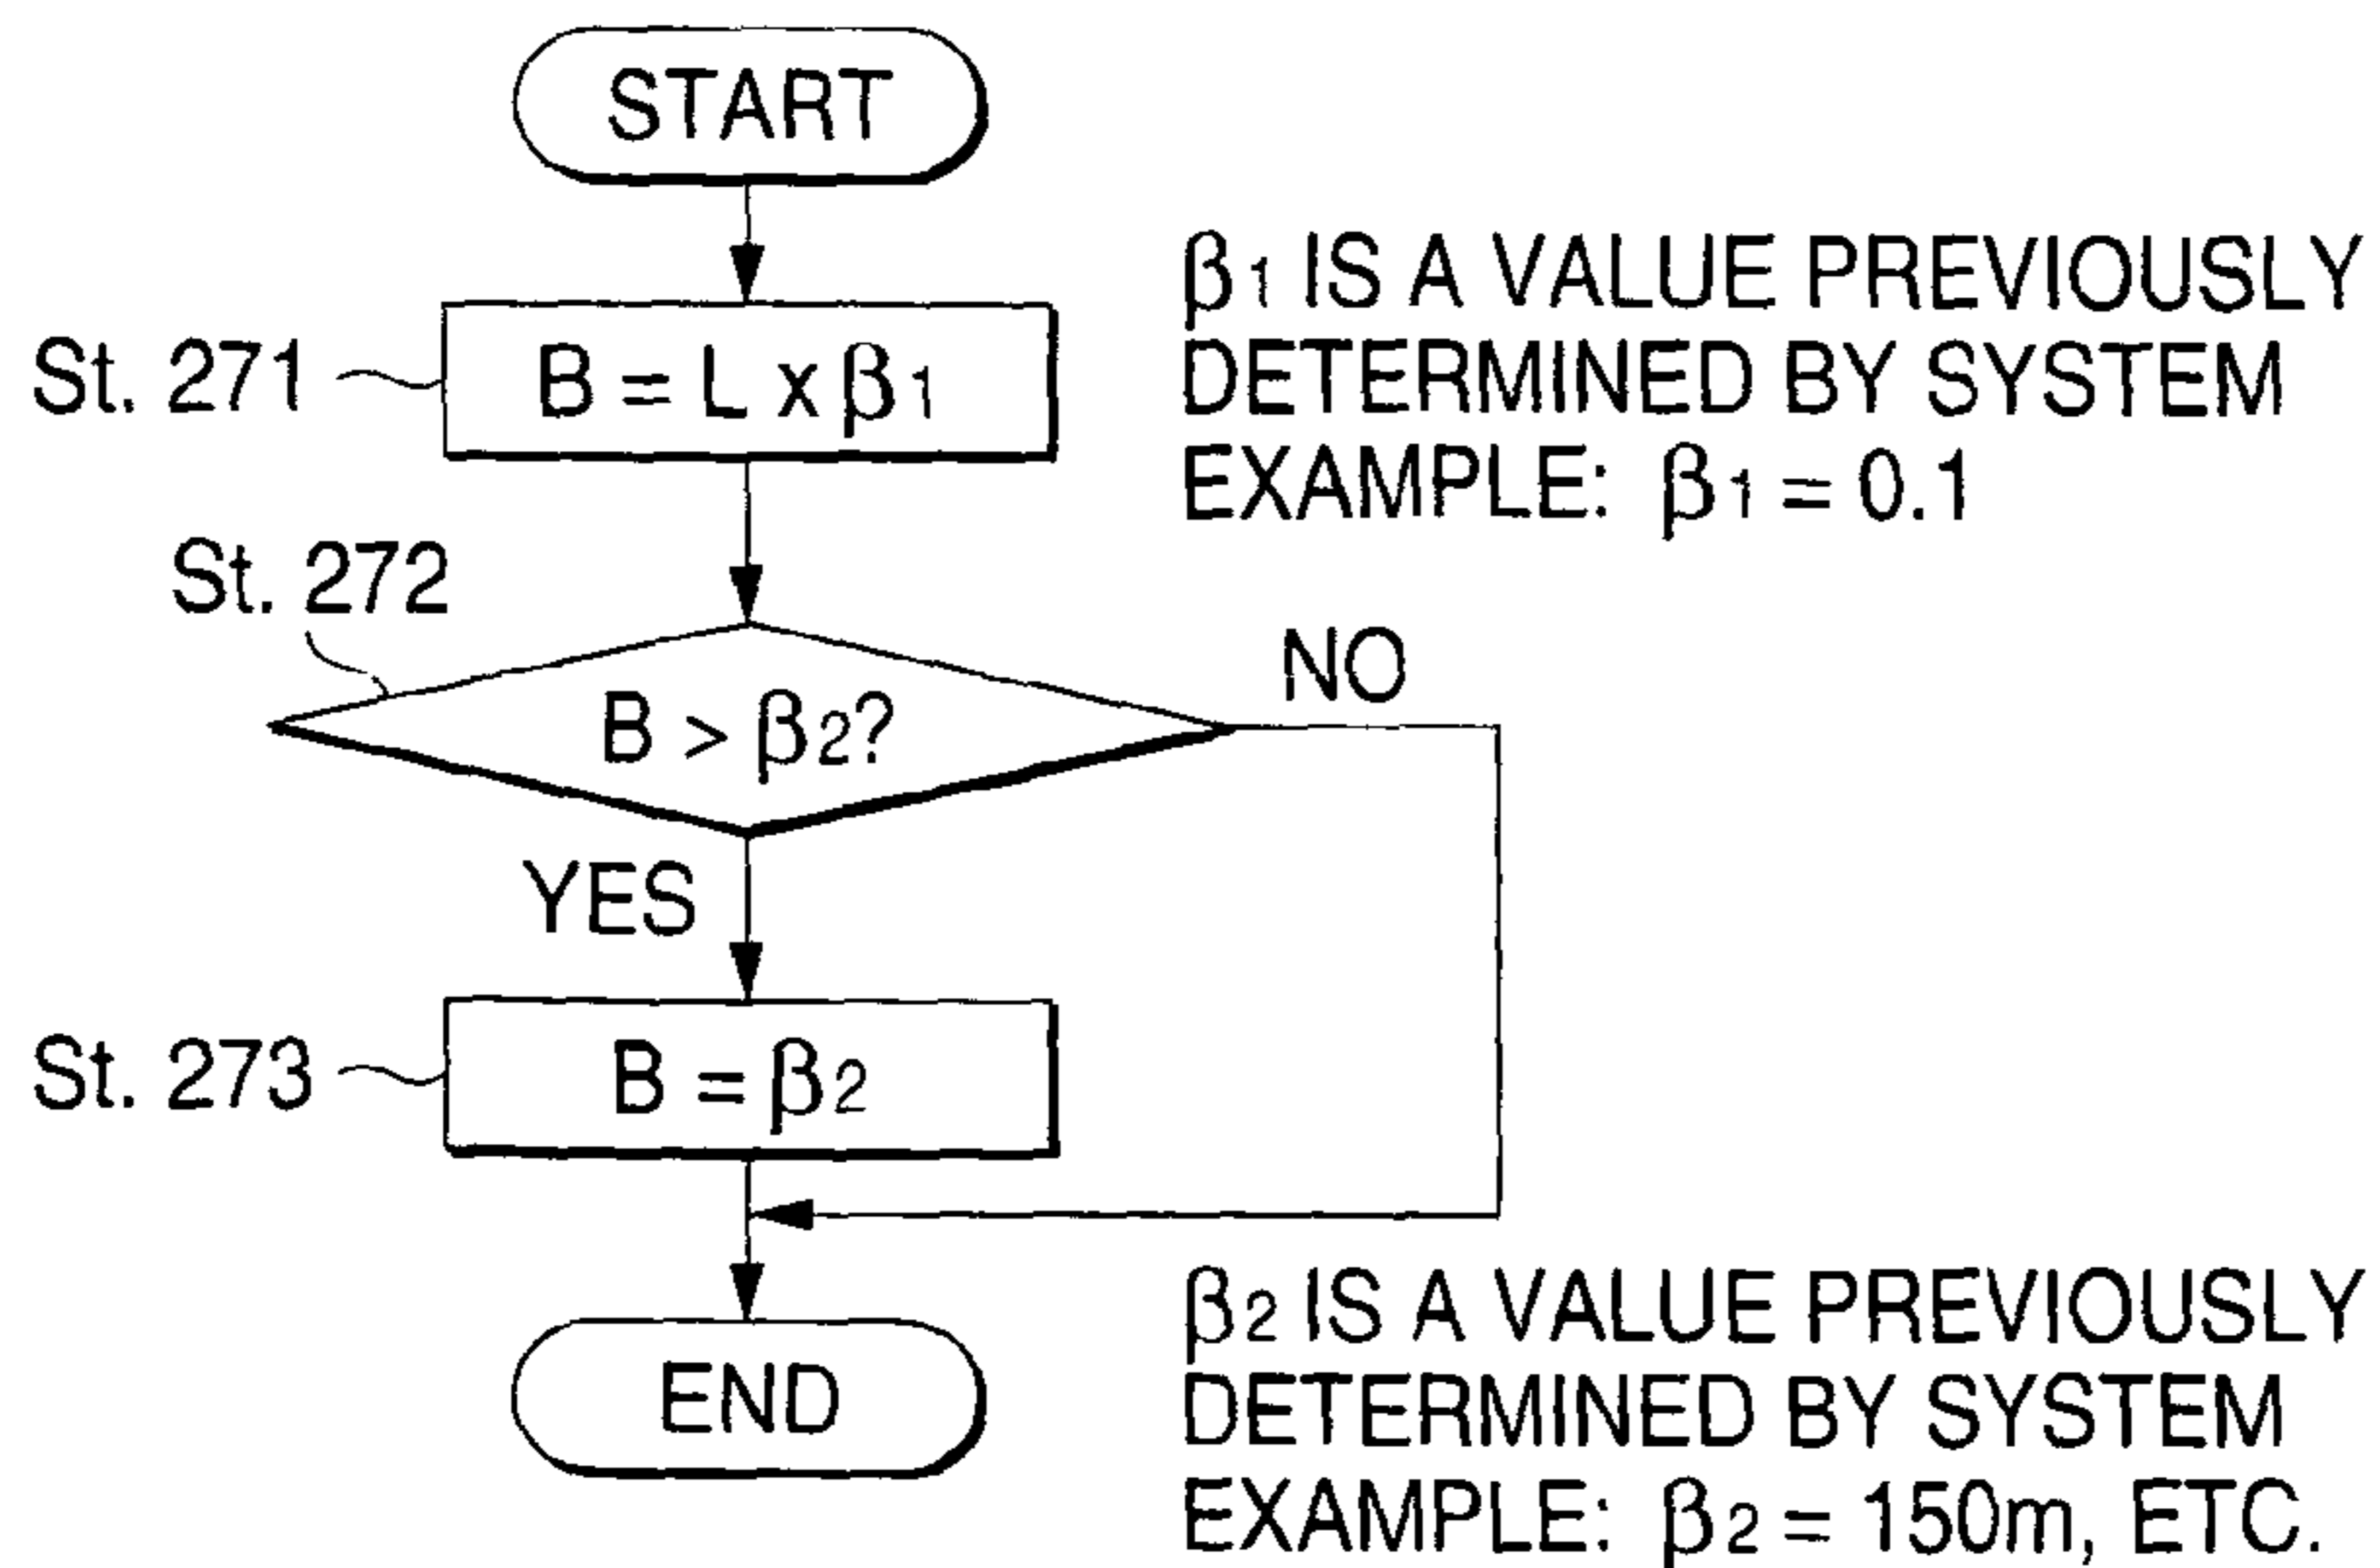 START
St. 271
B = L x β1
β1 IS A VALUE PREVIOUSLY
DETERMINED BY SYSTEM
EXAMPLE: β1 = 0.1
St. 272
B > β2?
NO
YES
St. 273
B = β2
END
β2 IS A VALUE PREVIOUSLY
DETERMINED BY SYSTEM
EXAMPLE: β2 = 150m, ETC.